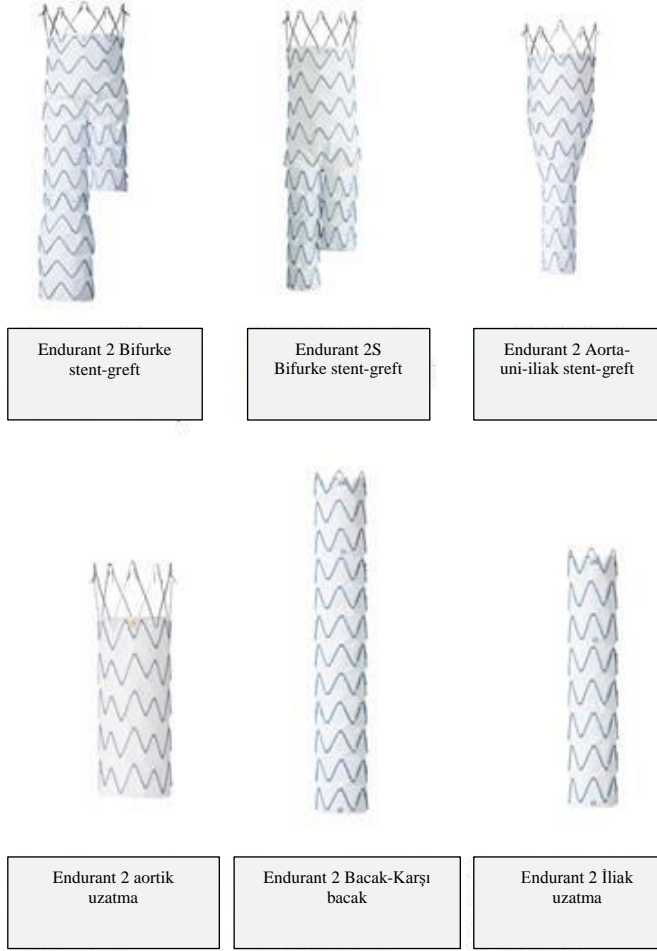 Endurant 2 Bifurke
stent-greft
Endurant 2S
Bifurke stent-greft
Endurant 2 Aorta-
uni-iliak stent-greft
Endurant 2 aortik
uzatma
Endurant 2 Bacak-Karşı
bacak
Endurant 2 İliak
uzatma